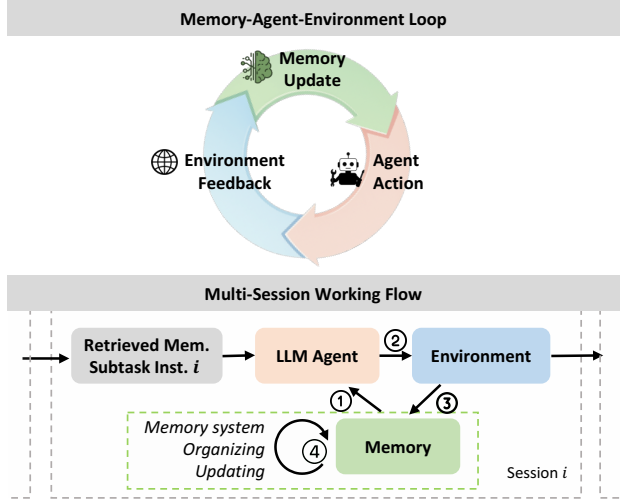 Memory-Agent-Environment Loop
Memory
Update
Environment
Feedback
Agent
Action
Multi-Session Working Flow
Retrieved Mem.
Subtask Inst. i
LLM Agent
②
Environment
①
③
Memory system
Organizing
Updating
④
Memory
Session i